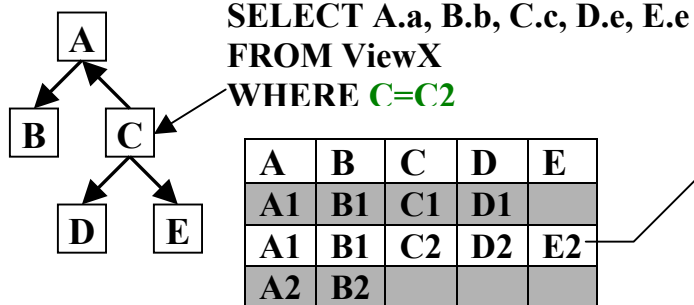 SELECT A.a, B.b, C.c, D.e, E.e
FROM ViewX
WHERE C=C2
A
B C
D E
A B C D E
A1 B1 C1 D1
A1 B1 C2 D2 E2
A2 B2